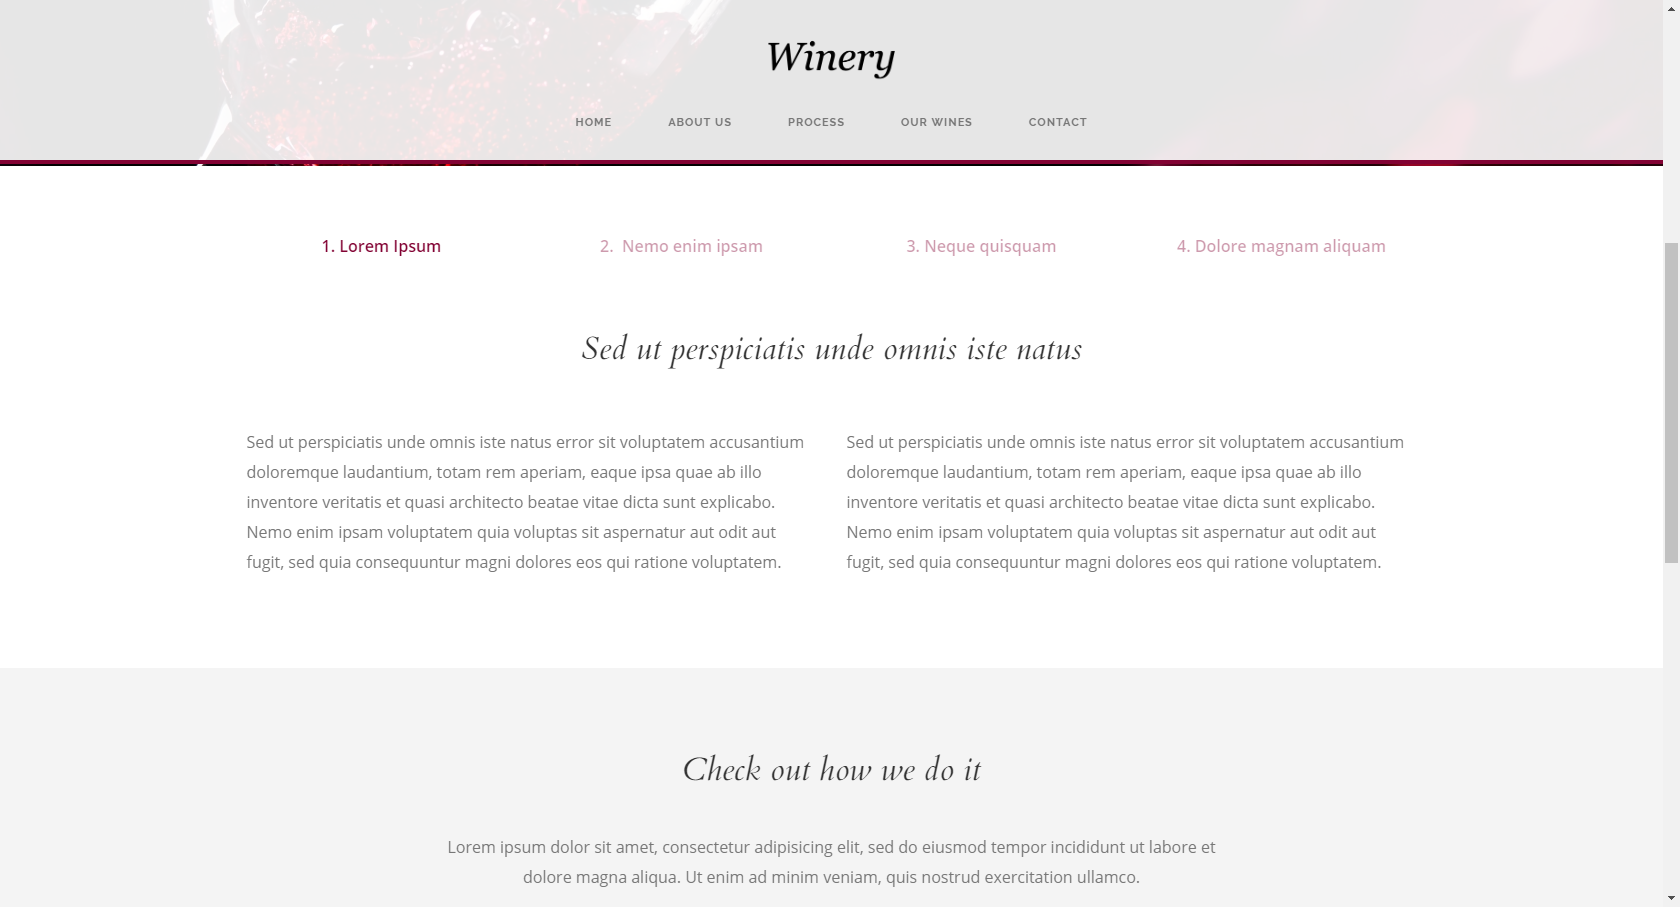 Winery
HOME ABOUT US PROCESS OUR WINES CONTACT
1. Lorem Ipsum 2. Nemo enim ipsam 3. Neque quisquam 4. Dolore magnam aliquam
Sed ut perspiciatis unde omnis iste natus
Sed ut perspiciatis unde omnis iste natus error sit voluptatem accusantium
doloremque laudantium, totam rem aperiam, eaque ipsa quae ab illo
inventore veritatis et quasi architecto beatae vitae dicta sunt explicabo.
Nemo enim ipsam voluptatem quia voluptas sit aspernatur aut odit aut
fugit, sed quia consequuntur magni dolores eos qui ratione voluptatem.
Sed ut perspiciatis unde omnis iste natus error sit voluptatem accusantium
doloremque laudantium, totam rem aperiam, eaque ipsa quae ab illo
inventore veritatis et quasi architecto beatae vitae dicta sunt explicabo.
Nemo enim ipsam voluptatem quia voluptas sit aspernatur aut odit aut
fugit, sed quia consequuntur magni dolores eos qui ratione voluptatem.
Check out how we do it
Lorem ipsum dolor sit amet, consectetur adipisicing elit, sed do eiusmod tempor incididunt ut labore et
dolore magna aliqua. Ut enim ad minim veniam, quis nostrud exercitation ullamco.